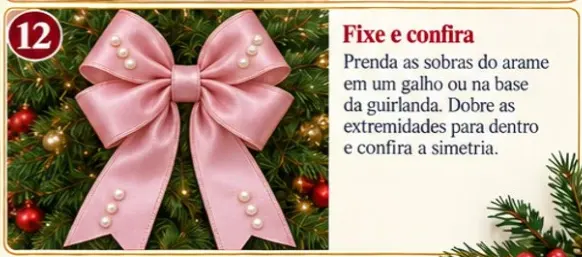 12
Fixe e confira
Prenda as sobras do arame
em um galho ou na base
da guirlanda. Dobre as
extremidades para dentro
e confira a simetria.